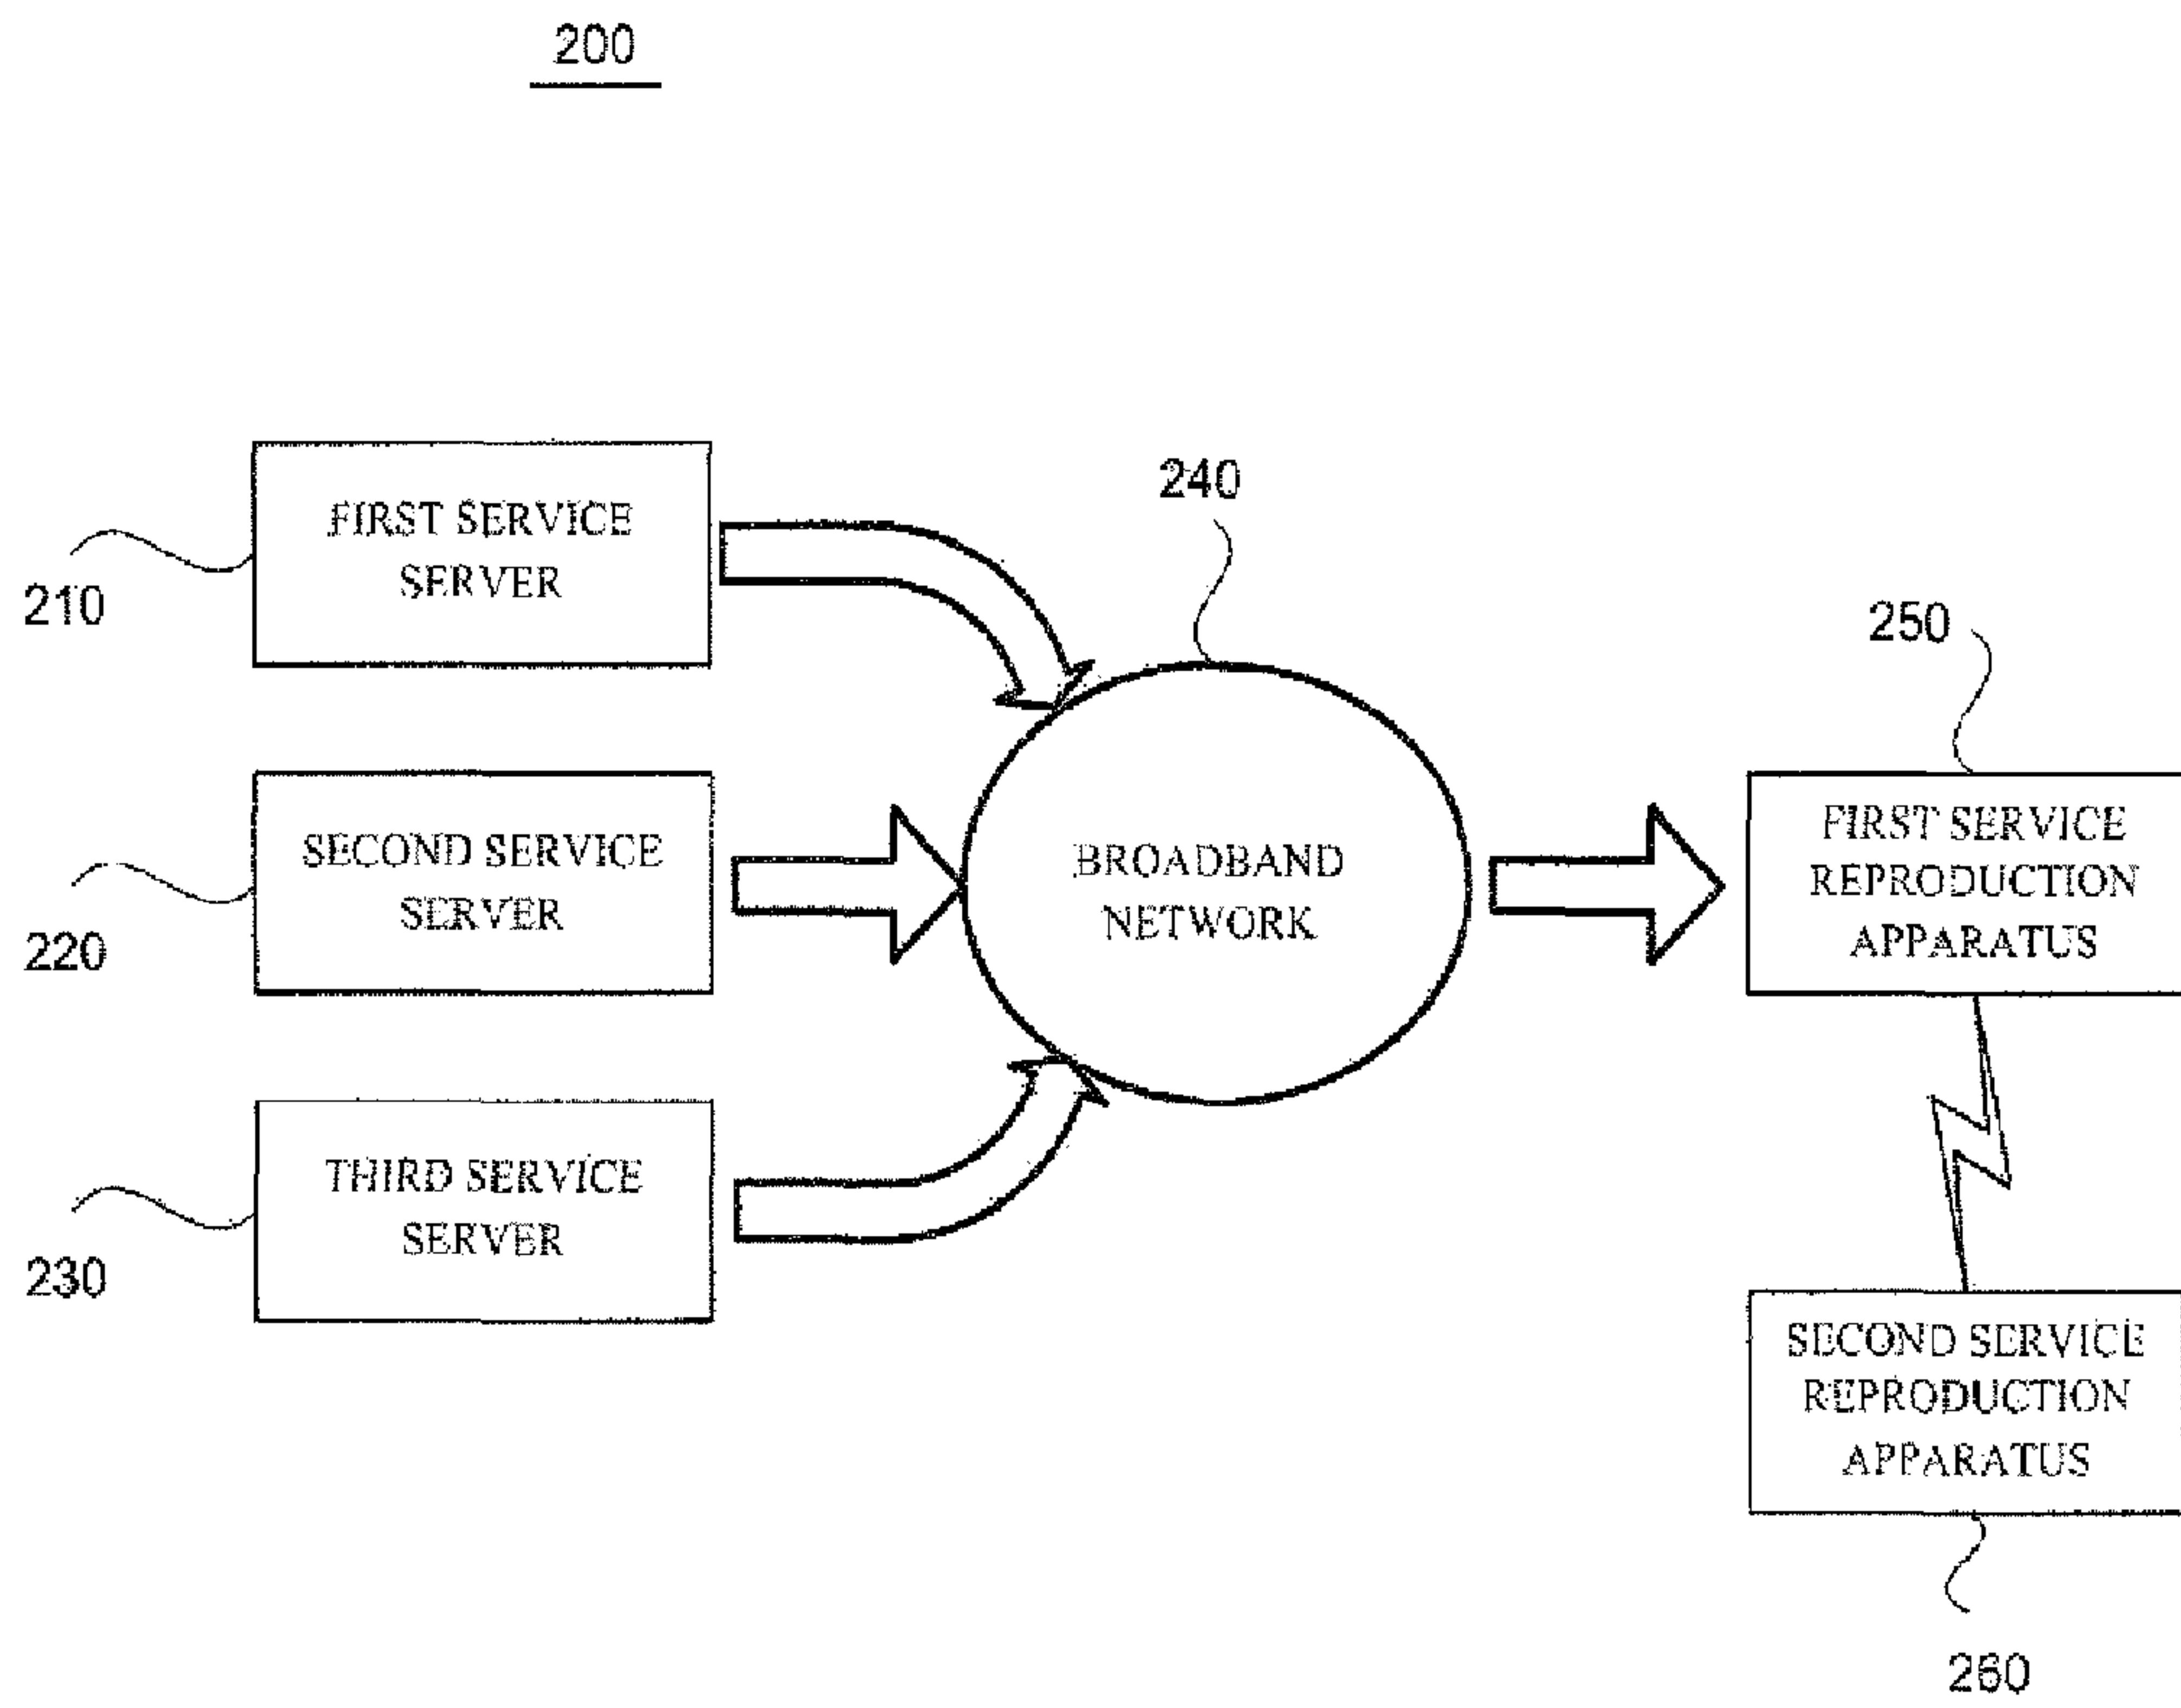 200
FIRST SERVICE
SERVER
210
240
250
SECOND SERVICE
SERVER
220
BROADBAND
NETWORK
FIRST SERVICE
REPRODUCTION
APPARATUS
THIRD SERVICE
SERVER
230
SECOND SERVICE
REPRODUCTION
APPARATUS
260